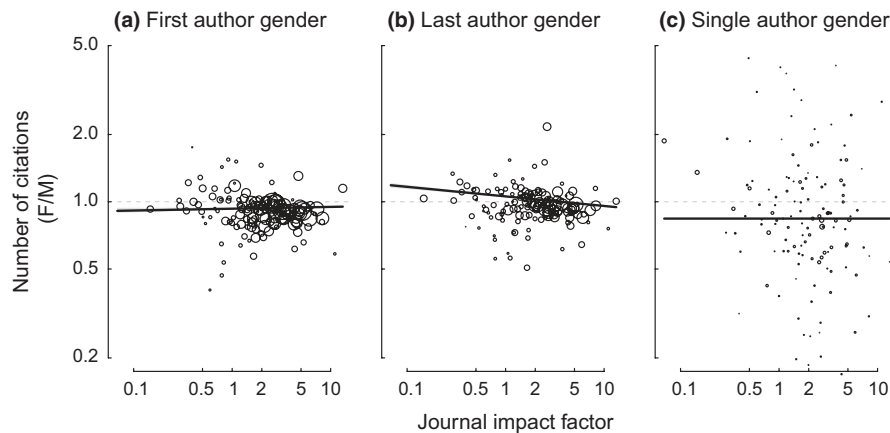 (a) First author gender
(b) Last author gender
(c) Single author gender
Number of citations
(F/M)
5.0
2.0
1.0
0.5
0.2
0.1 0.5 1 2 5 10
0.1 0.5 1 2 5 10
0.1 0.5 1 2 5 10
Journal impact factor